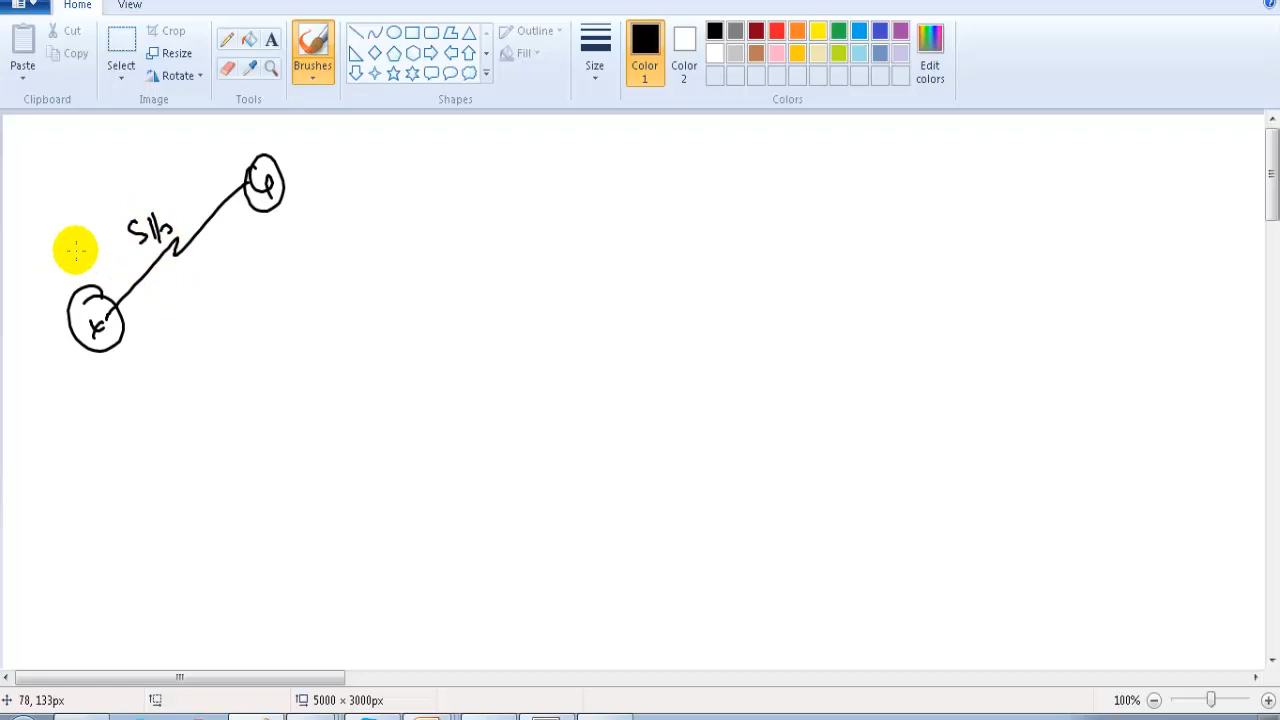 Home
View
Paste
Cut
Copy
Clipboard
Select
Crop
Resize
Rotate
Image
A
Tools
Brushes
Shapes
Outline
Fill
Size
Color
1
Color
2
Edit
colors
Colors
78, 133px
5000 × 3000px
100%